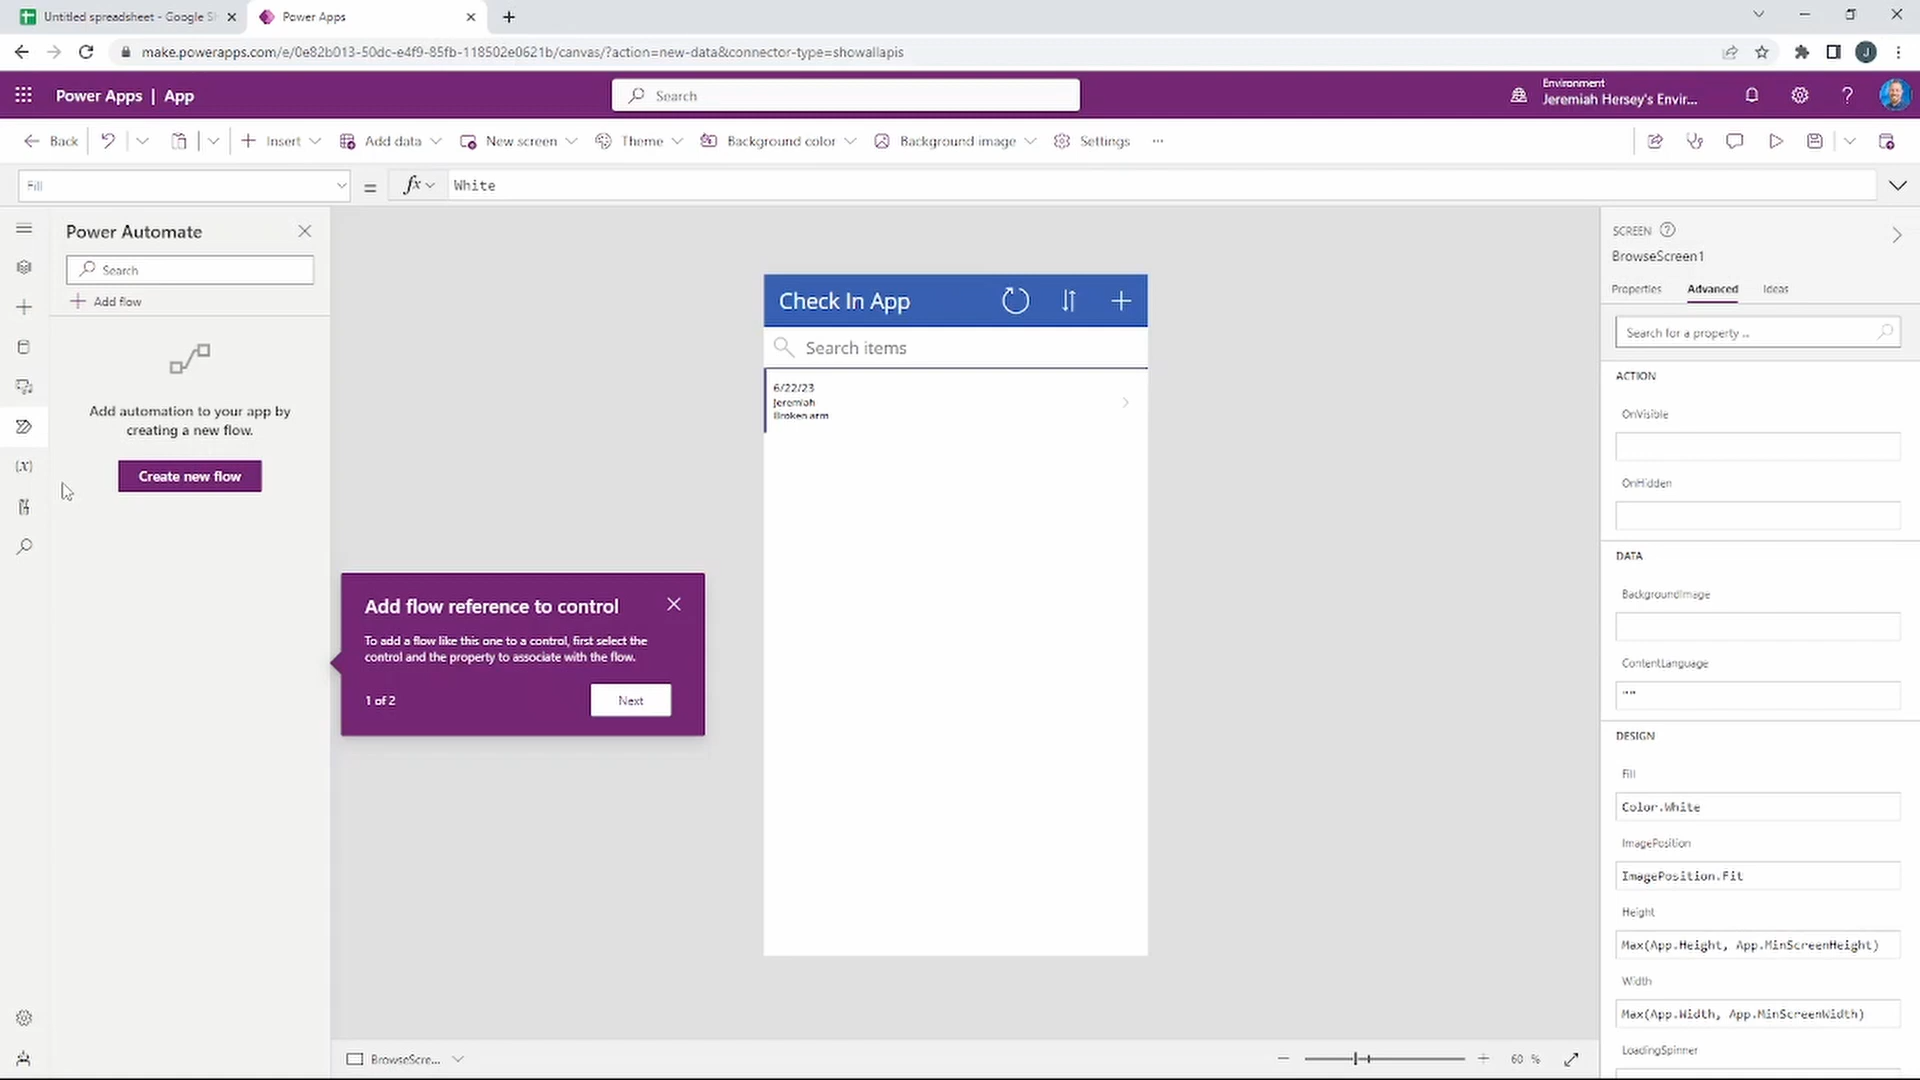 Untitled spreadsheet - Google S
Power Apps
make.powerapps.com/e/0e82b013-50dc-e4f9-85fb-118502e0621b/canvas/?action=new-data&connector-type=showallapis
J
Power Apps | App
Search
Environment
Jeremiah Hersey's Envir...
Back
Insert
Add data
New screen
Theme
Background color
Background image
Settings
...
Fill
=
fx
White
Power Automate
Search
Add flow
Add automation to your app by
creating a new flow.
Create new flow
(x)
Add flow reference to control
To add a flow like this one to a control, first select the
control and the property to associate with the flow.
1 of 2
Next
Check In App
Search items
6/22/23
Jeremiah
Broken arm
SCREEN
BrowseScreen1
Properties
Advanced
Ideas
Search for a property ..
ACTION
OnVisible
OnHidden
DATA
BackgroundImage
ContentLanguage
""
DESIGN
Fill
Color.White
ImagePosition
ImagePosition.Fit
Height
Max(App.Height, App.MinScreenHeight)
Width
Max(App.Width, App.MinScreenWidth)
LoadingSpinner
BrowseScre...
60 %